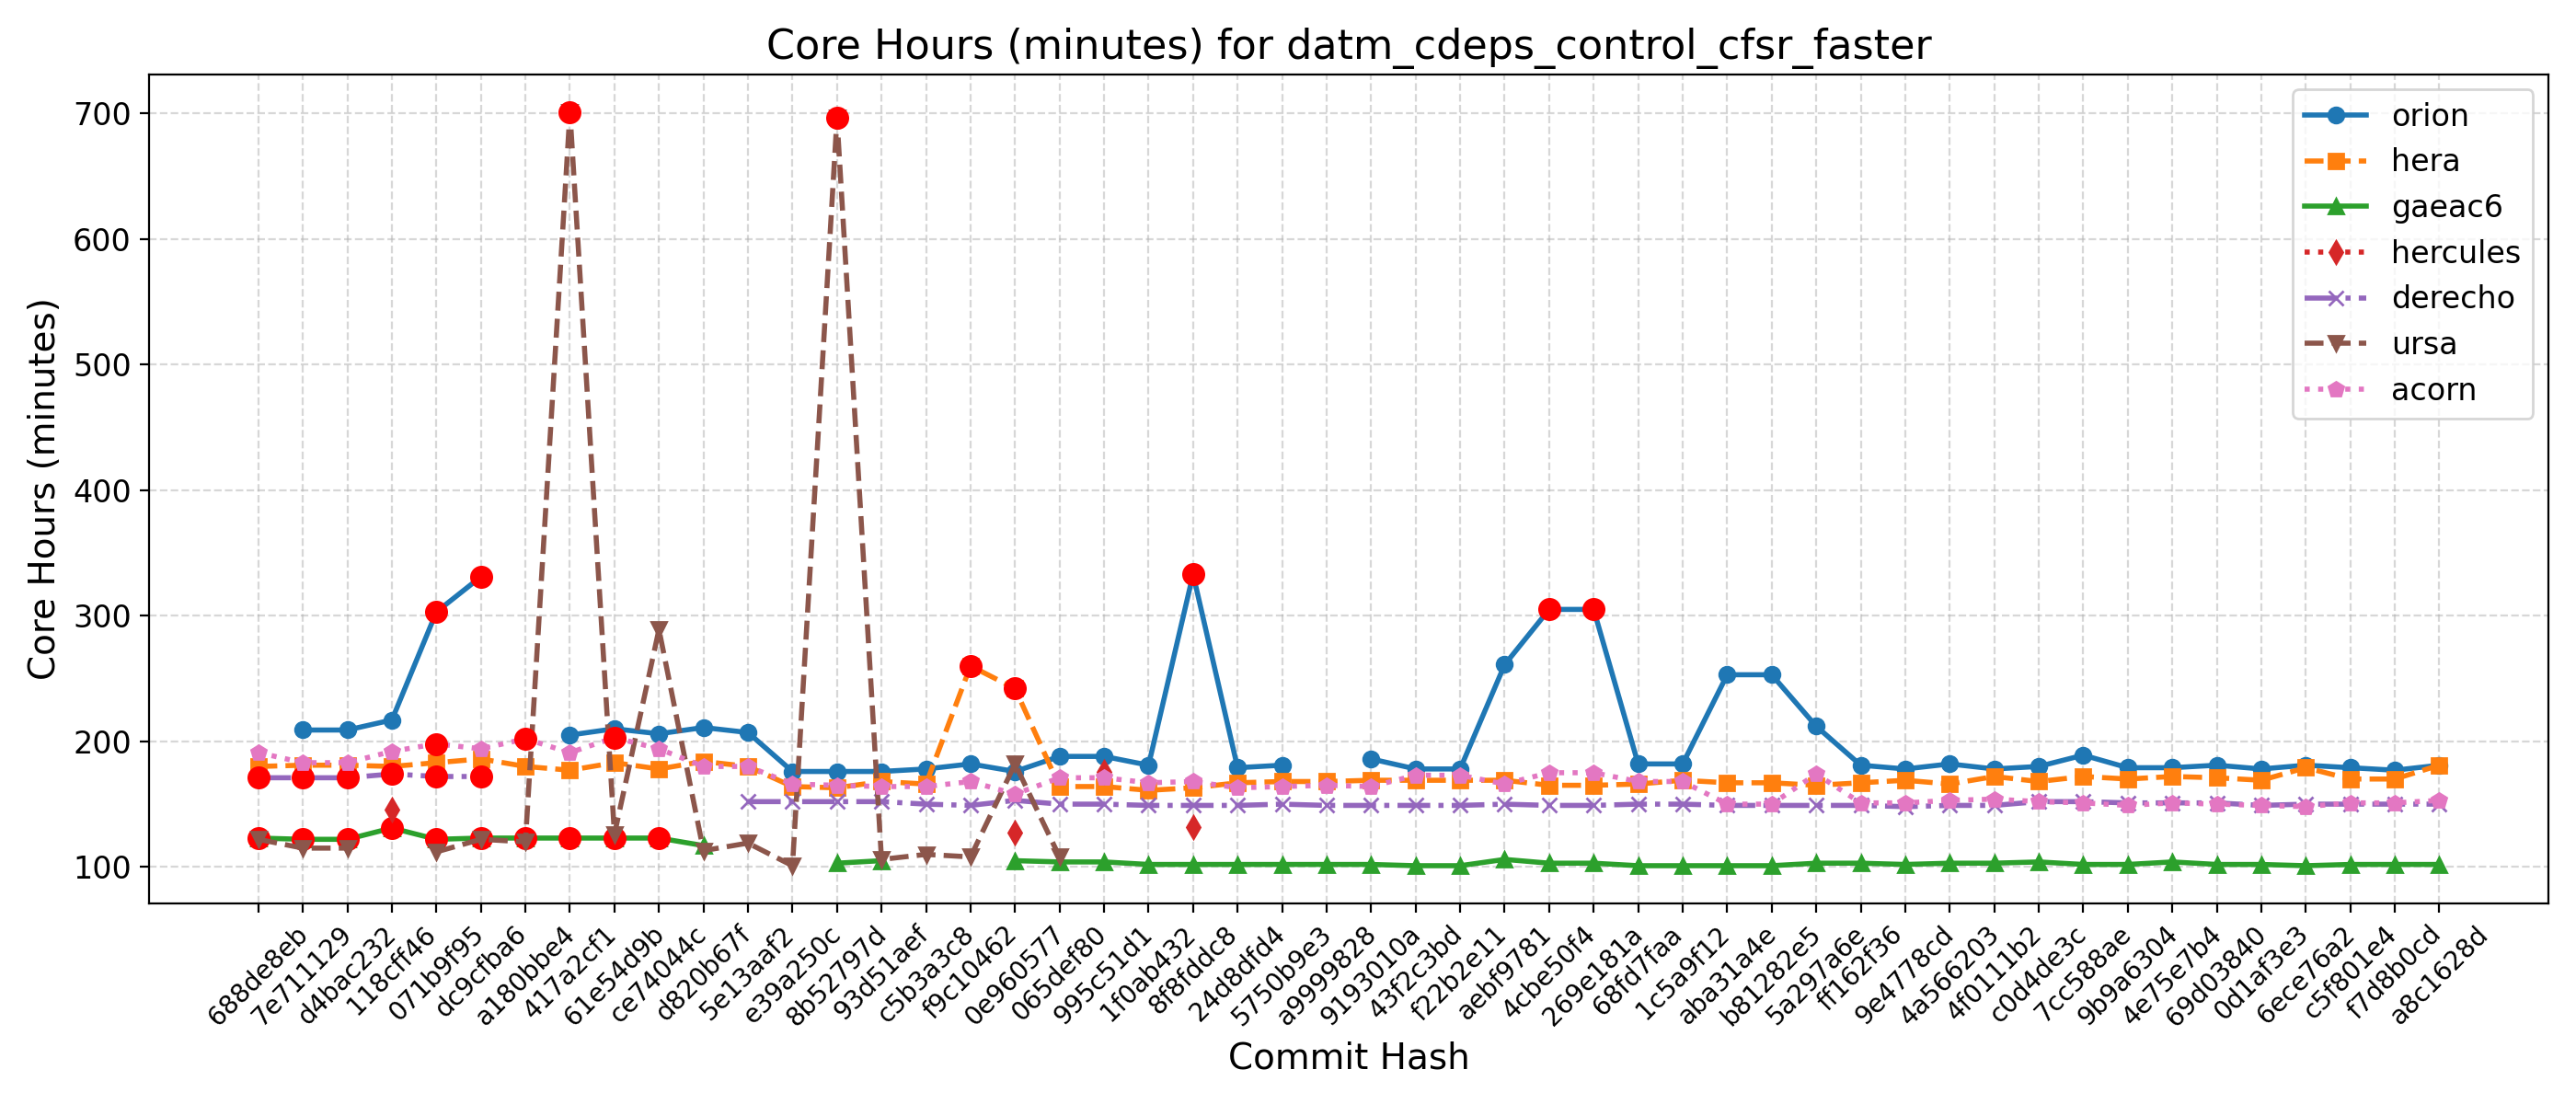 Core Hours (minutes) for datm_cdeps_control_cfsr_faster
Core Hours (minutes)
700
600
500
400
300
200
100
orion
hera
gaeac6
hercules
derecho
ursa
acorn
688de8eb
7e711129
d4bac232
118cff46
071b9f95
dc9cfba6
a180bbe4
417a2cf1
61e54d9b
ce74044c
d820b67f
5e13aaf2
e39a250c
8b52797d
93d51aef
c5b3a3c8
f9c10462
0e960577
065def80
995c51d1
1f0ab432
8f8fddc8
24d8dfd4
5750b9e3
a9999828
9193010a
43f2c3bd
f22b2e11
aebf9781
4cbe50f4
269e181a
68fd7faa
1c5a9f12
aba31a4e
b81282e5
5a297a6e
ff162f36
9e4778cd
4a566203
4f0111b2
c0d4de3c
7cc588ae
9b9a6304
4e75e7b4
69d03840
0d1af3e3
6ece76a2
c5f801e4
f7d8b0cd
a8c1628d
Commit Hash